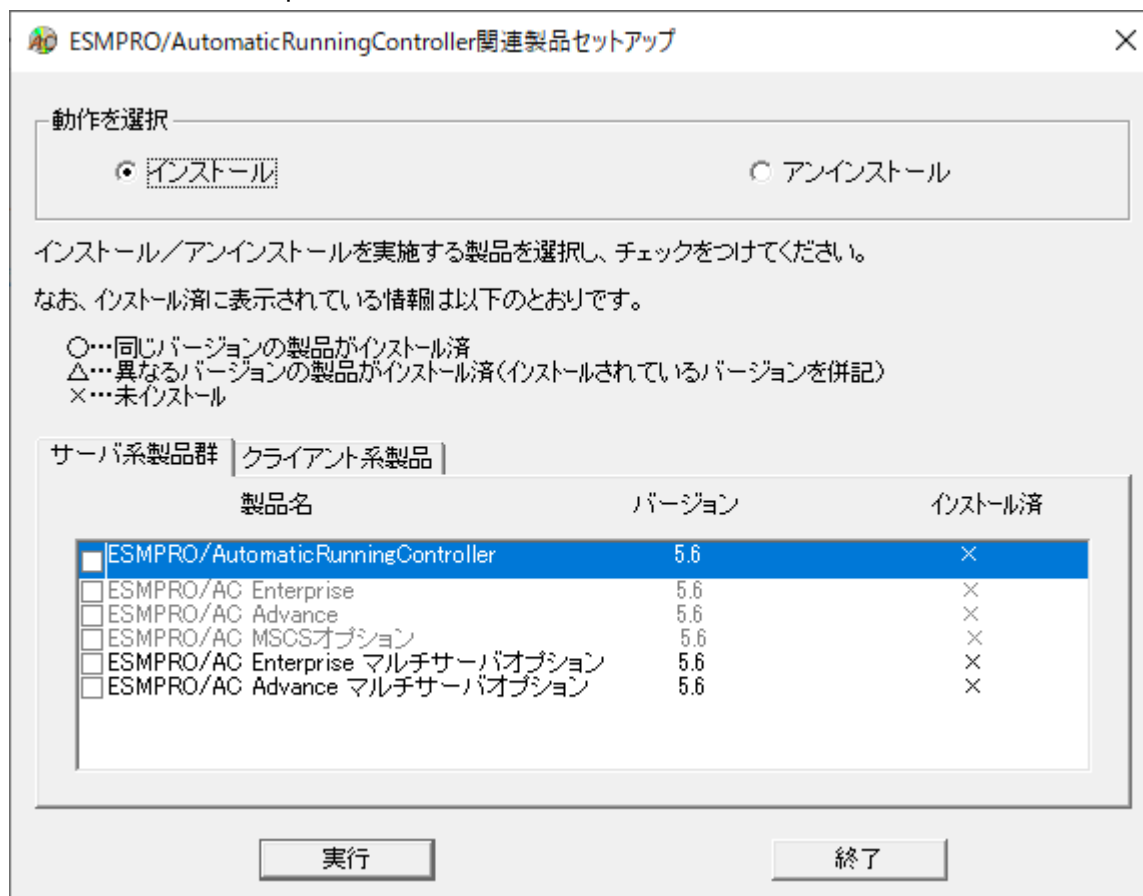 ESMPRO/AutomaticRunningController関連製品セットアップ
動作を選択
インストール アンインストール
インストール／アンインストールを実施する製品を選択し、チェックをつけてください。
なお、インストール済に表示されている情報は以下のとおりです。
○…同じバージョンの製品がインストール済
△…異なるバージョンの製品がインストール済(インストールされているバージョンを併記)
×…未インストール
サーバ系製品群 クライアント系製品
製品名 バージョン インストール済
ESMPRO/AutomaticRunningController 5.6 ×
ESMPRO/AC Enterprise 5.6 ×
ESMPRO/AC Advance 5.6 ×
ESMPRO/AC MSCSオプション 5.6 ×
ESMPRO/AC Enterprise マルチサーバオプション 5.6 ×
ESMPRO/AC Advance マルチサーバオプション 5.6 ×
実行 終了